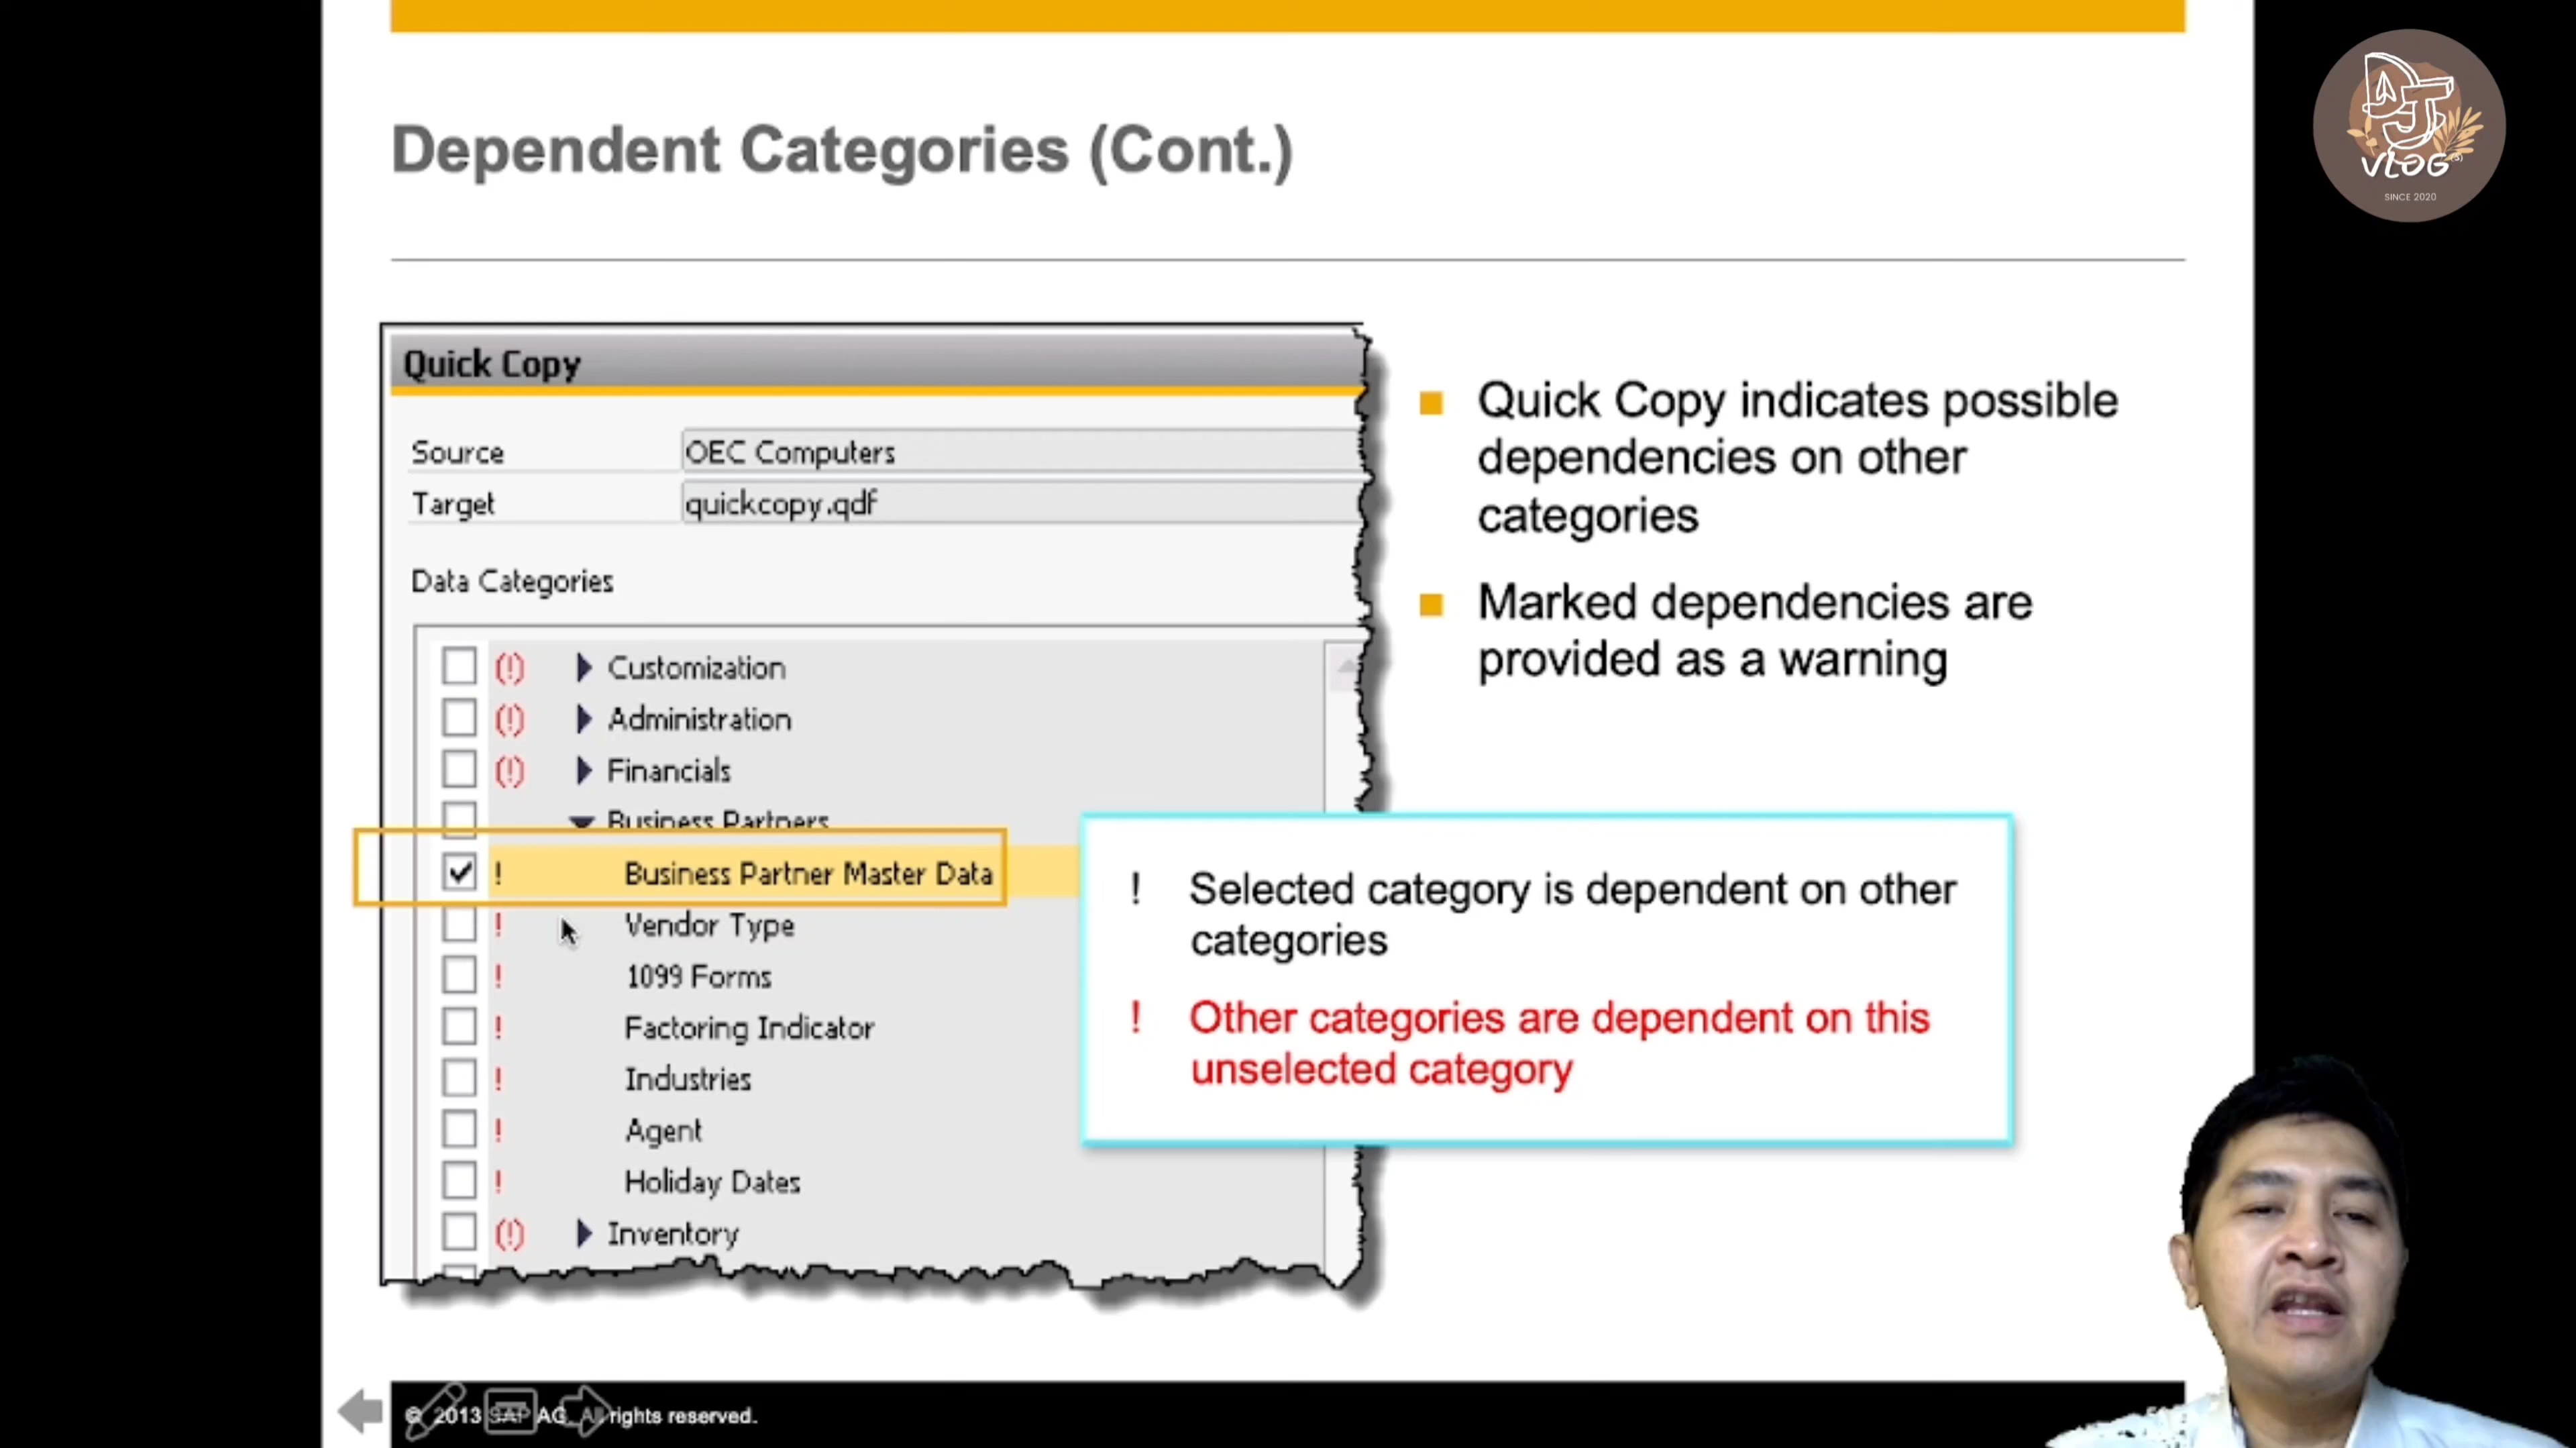 DJ
VLOG(s)
SINCE 2020
Dependent Categories (Cont.)
Quick Copy
Source OEC Computers
Target quickcopy.qdf
Data Categories
(!) Customization
(!) Administration
(!) Financials
Business Partners
! Business Partner Master Data
! Vendor Type
! 1099 Forms
! Factoring Indicator
! Industries
! Agent
! Holiday Dates
(!) Inventory
Quick Copy indicates possible
dependencies on other
categories
Marked dependencies are
provided as a warning
! Selected category is dependent on other
categories
! Other categories are dependent on this
unselected category
© 2013 SAP AG. All rights reserved.